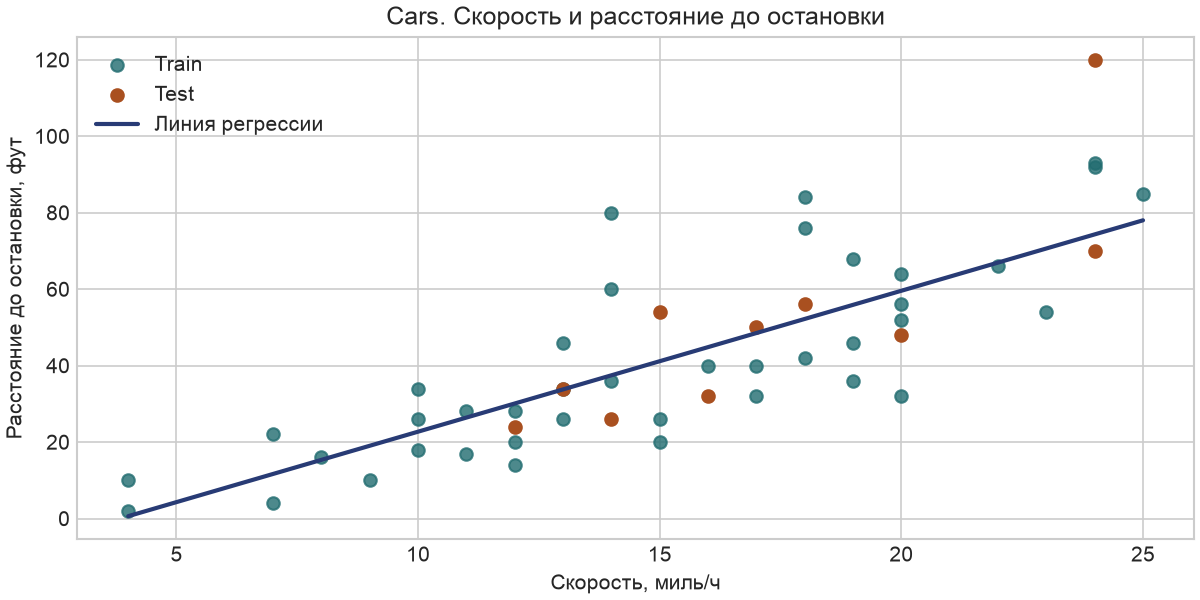 Cars. Скорость и расстояние до остановки
Train
Test
Линия регрессии
Расстояние до остановки, фут
120
100
80
60
40
20
0
5
10
15
20
25
Скорость, миль/ч